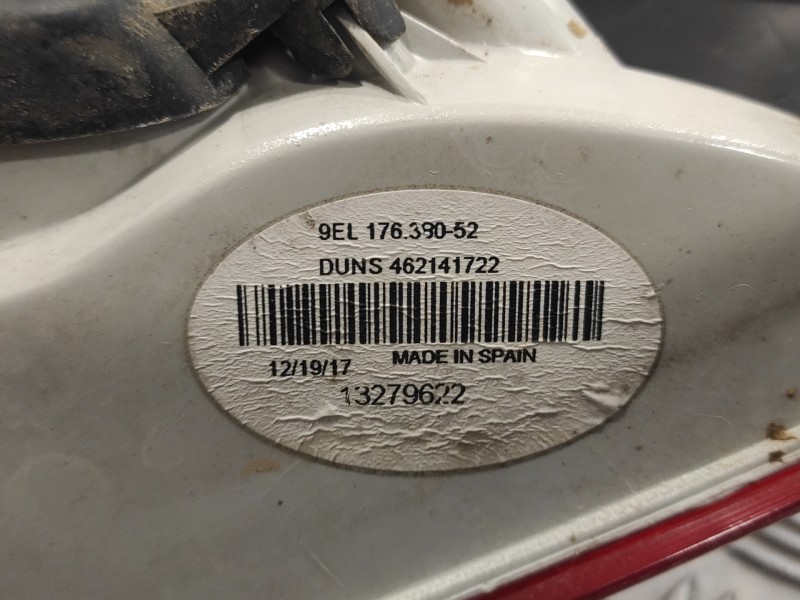 9EL 176.390-52
DUNS 462141722
12/19/17 MADE IN SPAIN
13279622